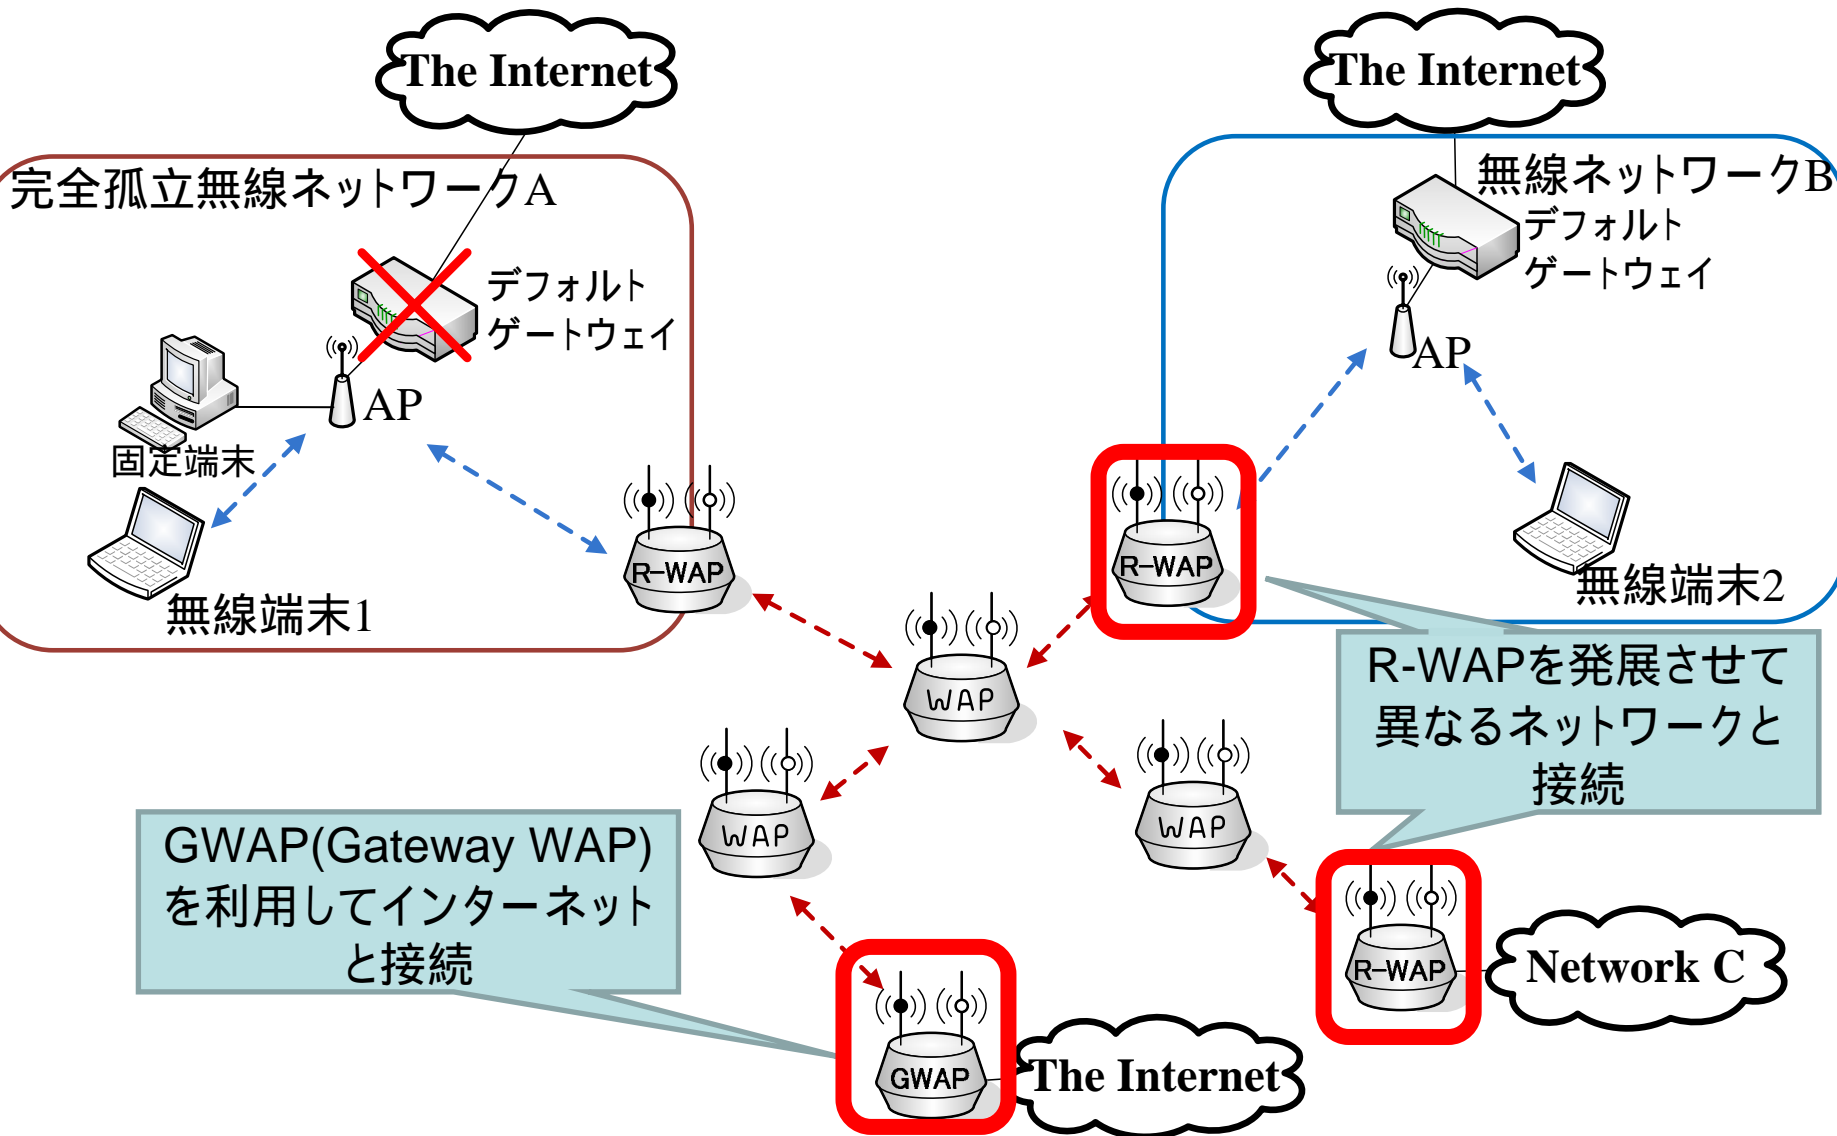 The Internet
The Internet
完全孤立無線ネットワークA
無線ネットワークB
デフォルト
ゲートウェイ
デフォルト
ゲートウェイ
AP
AP
固定端末
無線端末1
R-WAP
R-WAP
無線端末2
WAP
R-WAPを発展させて
異なるネットワークと
接続
WAP
WAP
GWAP(Gateway WAP)
を利用してインターネット
と接続
R-WAP
Network C
GWAP
The Internet